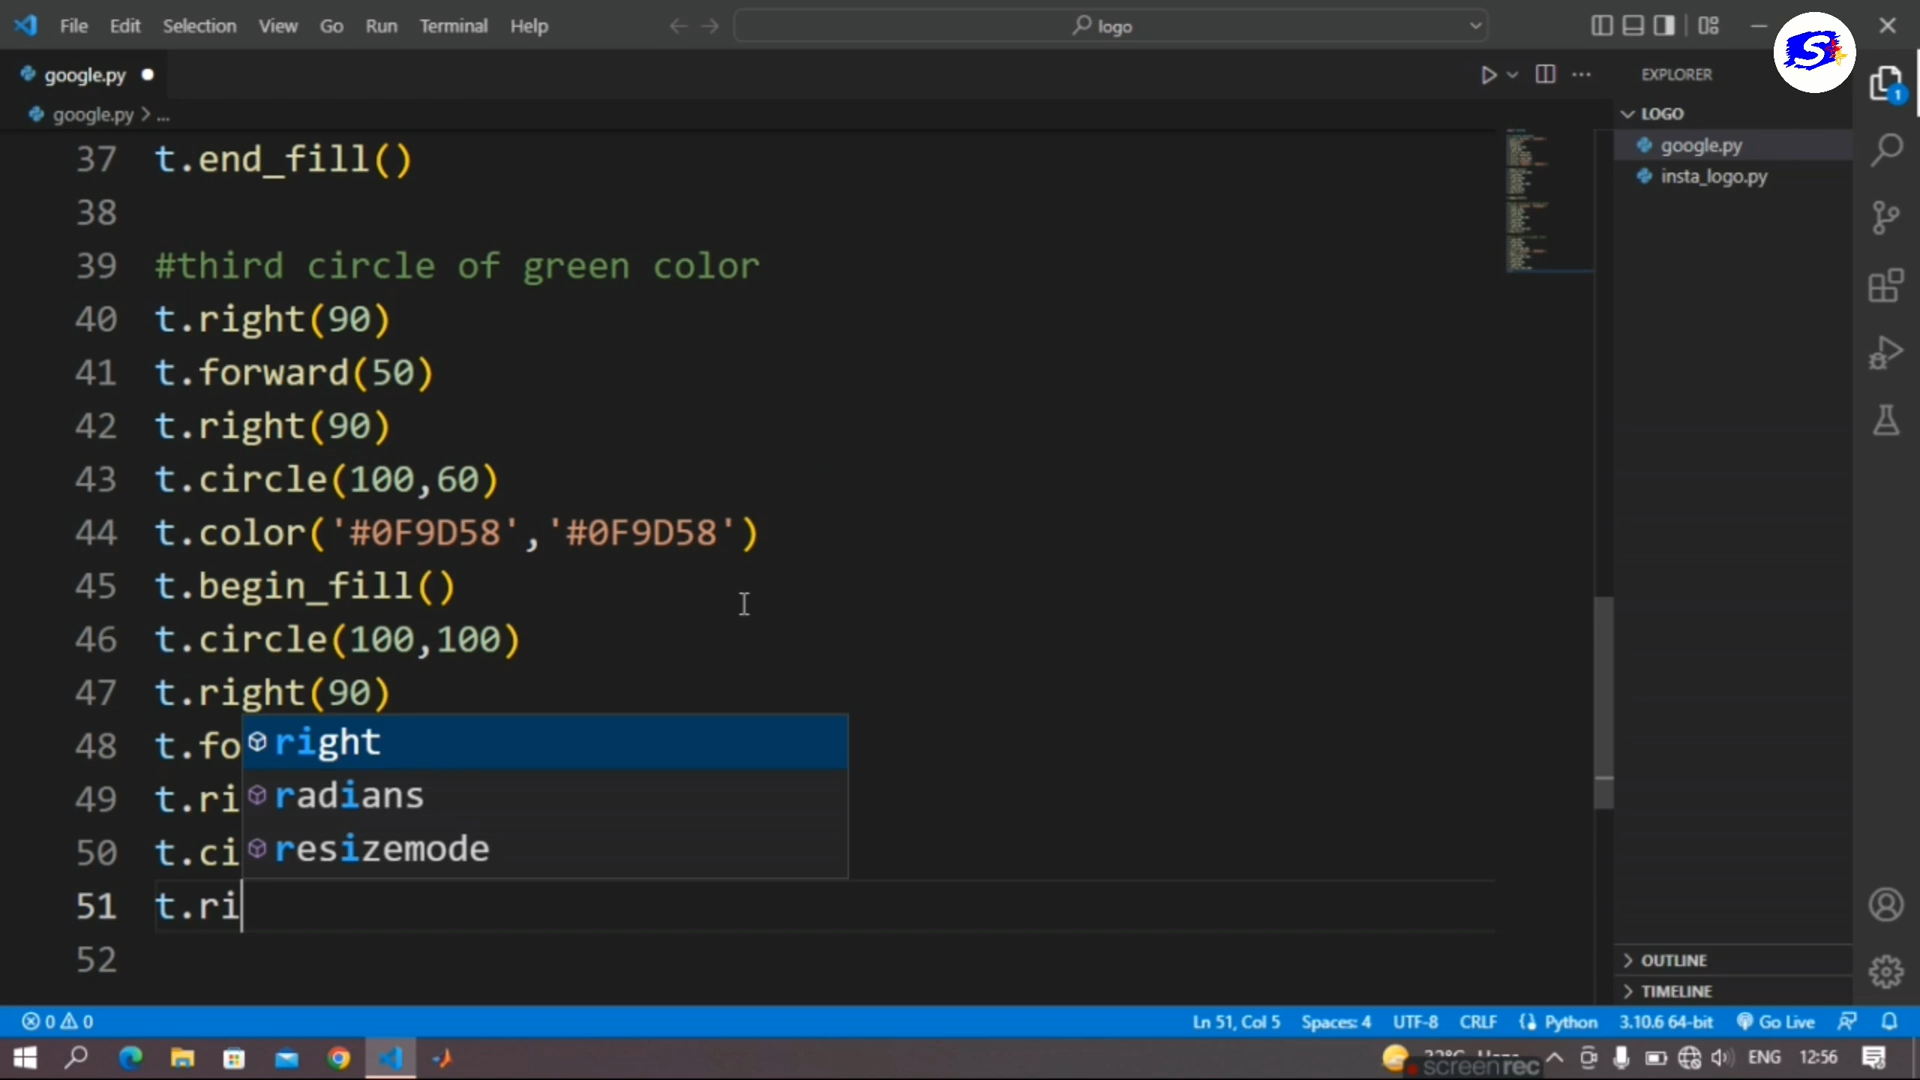 File Edit Selection View Go Run Terminal Help
logo
google.py
EXPLORER
google.py > ...
LOGO
google.py
insta_logo.py
1
S
37 t.end_fill()
38
39 #third circle of green color
40 t.right(90)
41 t.forward(50)
42 t.right(90)
43 t.circle(100,60)
44 t.color('#0F9D58','#0F9D58')
45 t.begin_fill()
46 t.circle(100,100)
47 t.right(90)
48 t.fo
right
radians
49 t.ri
50 t.ci
resizemode
51 t.ri
52
OUTLINE
TIMELINE
0 0
Ln 51, Col 5 Spaces: 4 UTF-8 CRLF Python 3.10.6 64-bit Go Live
ENG 12:56
screenrec